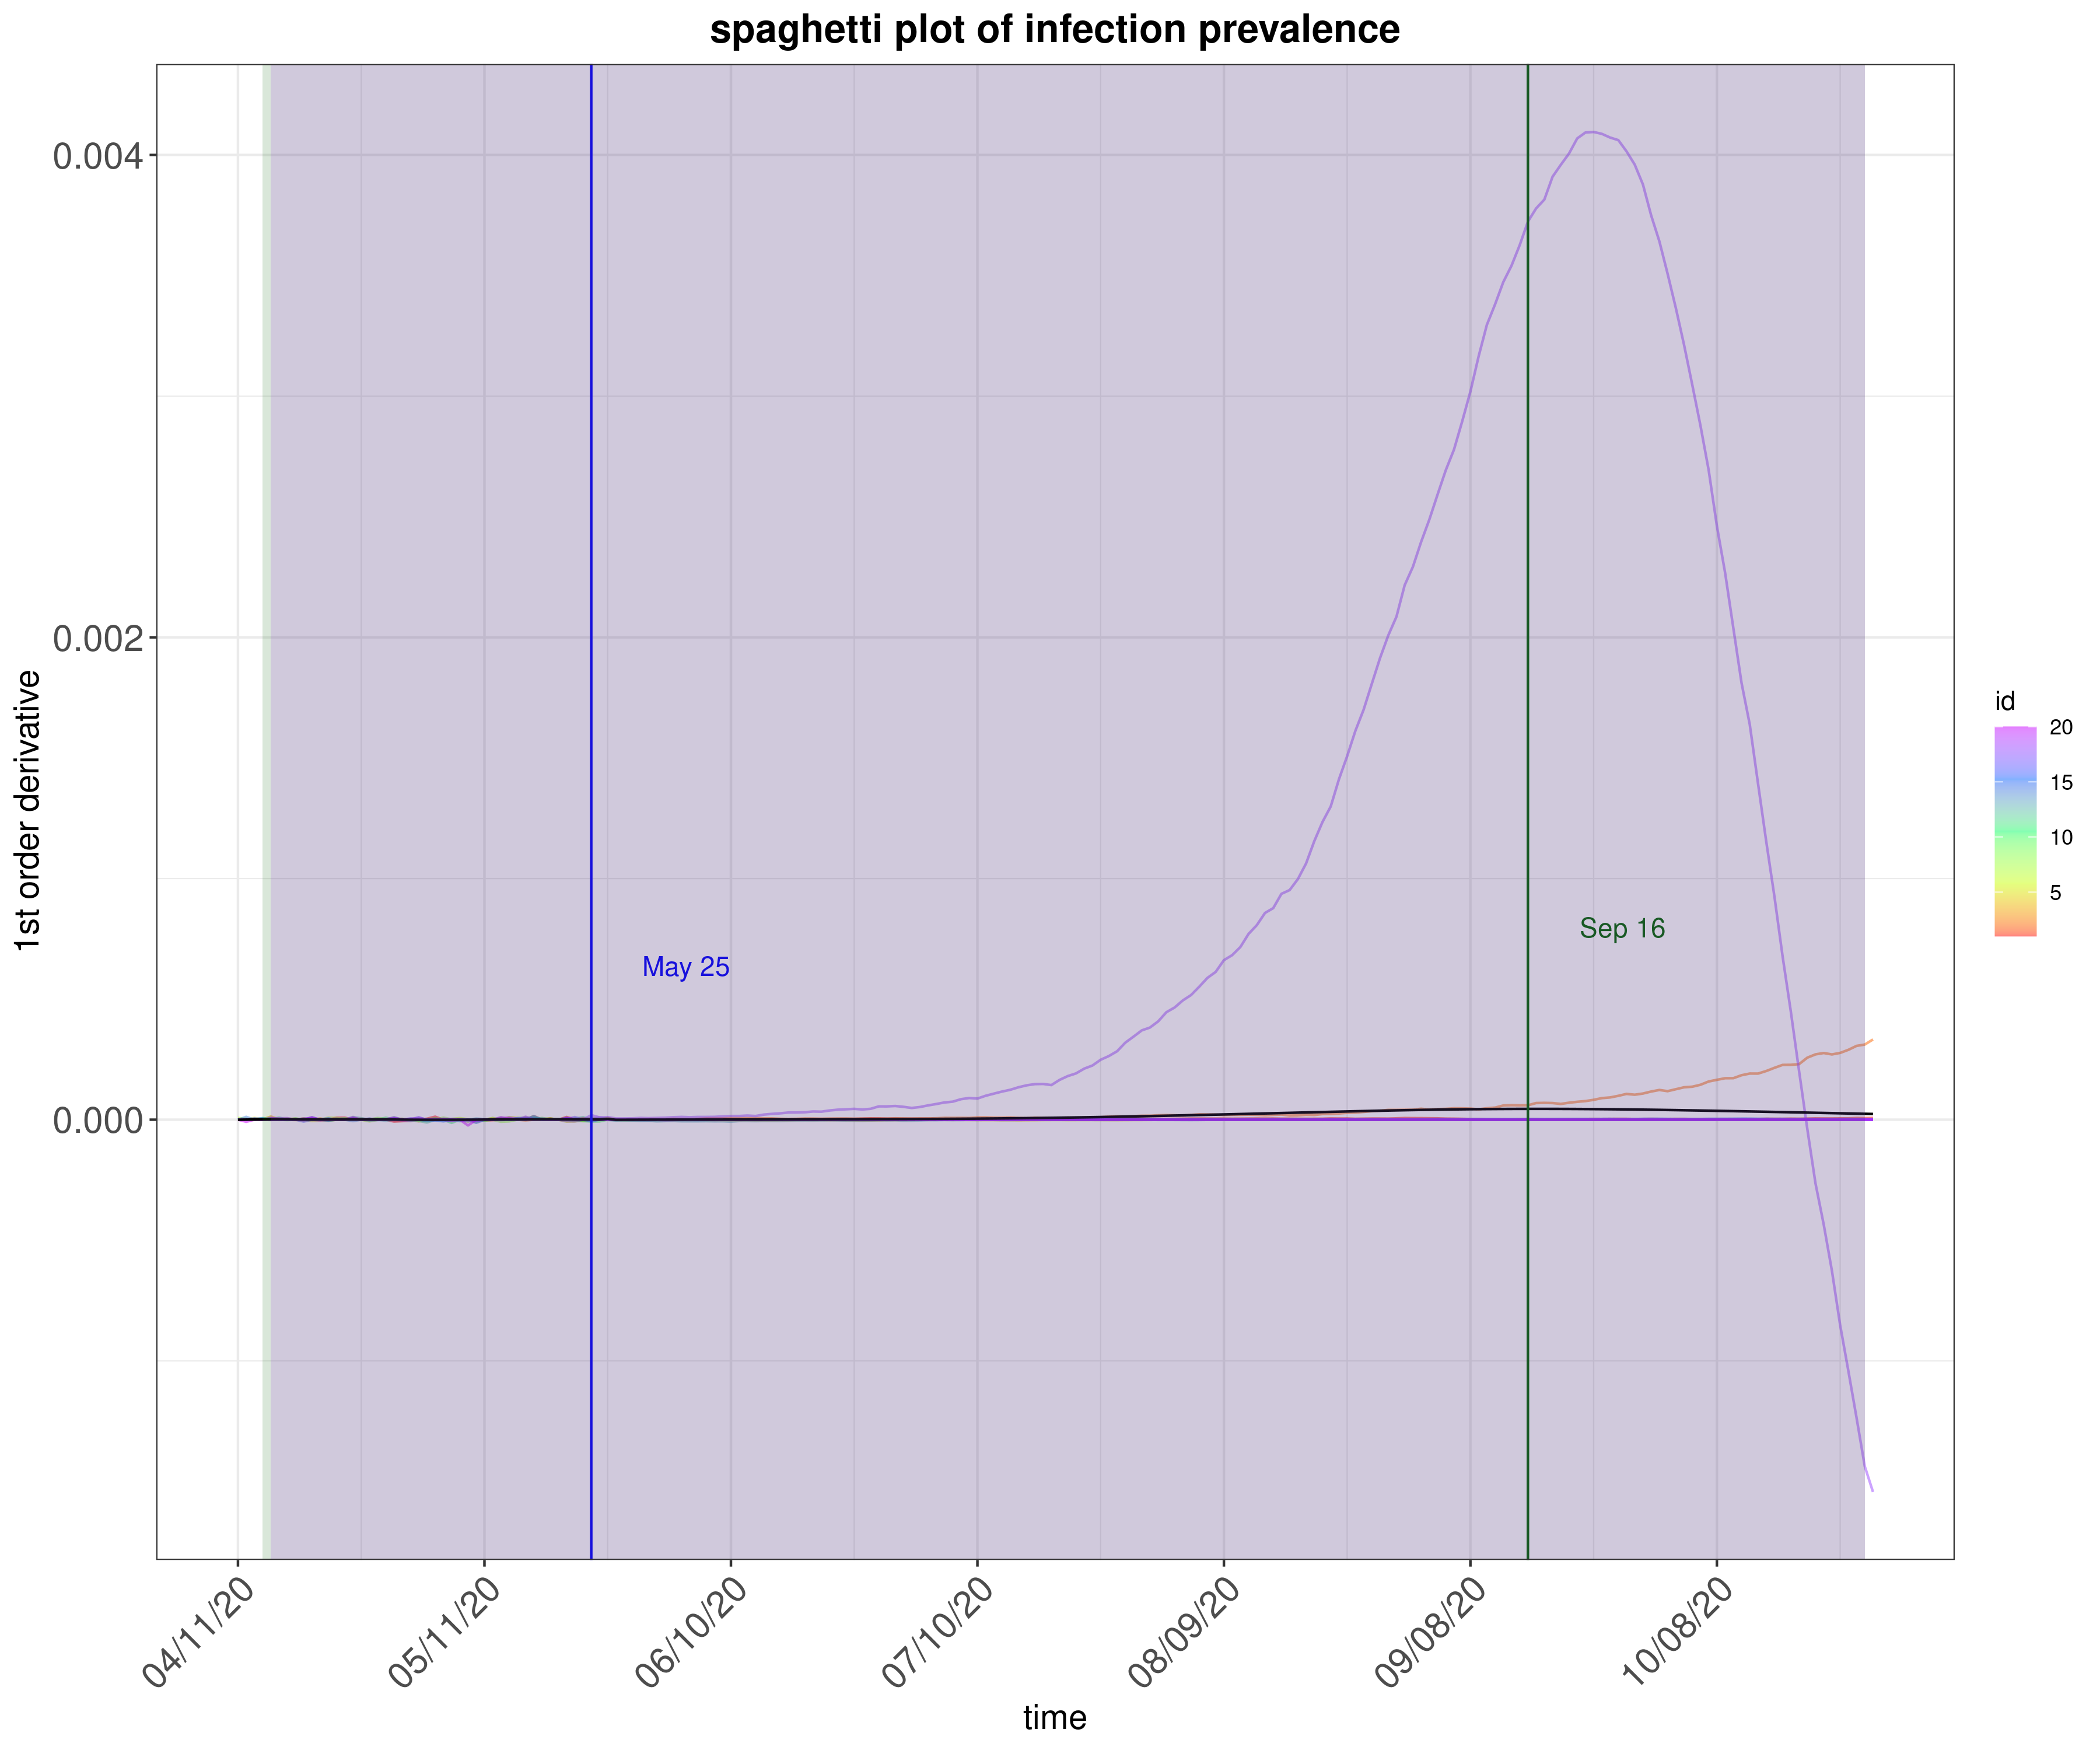 spaghetti plot of infection prevalence
0.004
0.002
0.000
1st order derivative
May 25
Sep 16
id
20
15
10
5
04/11/20
05/11/20
06/10/20
07/10/20
08/09/20
09/08/20
10/08/20
time